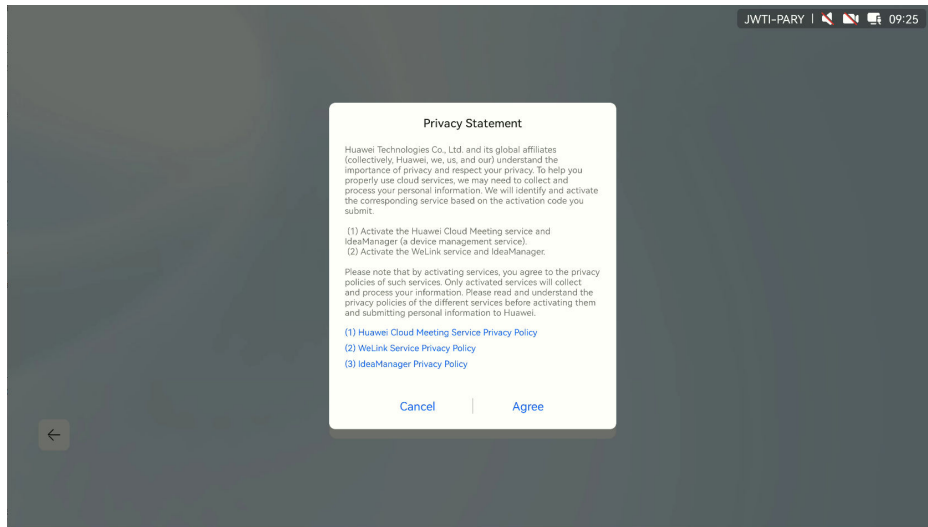 JWTI-PARY | 09:25
Privacy Statement
Huawei Technologies Co., Ltd. and its global affiliates
(collectively, Huawei, we, us, and our) understand the
importance of privacy and respect your privacy. To help you
properly use cloud services, we may need to collect and
process your personal information. We will identify and activate
the corresponding service based on the activation code you
submit.
(1) Activate the Huawei Cloud Meeting service and
IdeaManager (a device management service).
(2) Activate the WeLink service and IdeaManager.
Please note that by activating services, you agree to the privacy
policies of such services. Only activated services will collect
and process your information. Please read and understand the
privacy policies of the different services before activating them
and submitting personal information to Huawei.
(1) Huawei Cloud Meeting Service Privacy Policy
(2) WeLink Service Privacy Policy
(3) IdeaManager Privacy Policy
Cancel | Agree